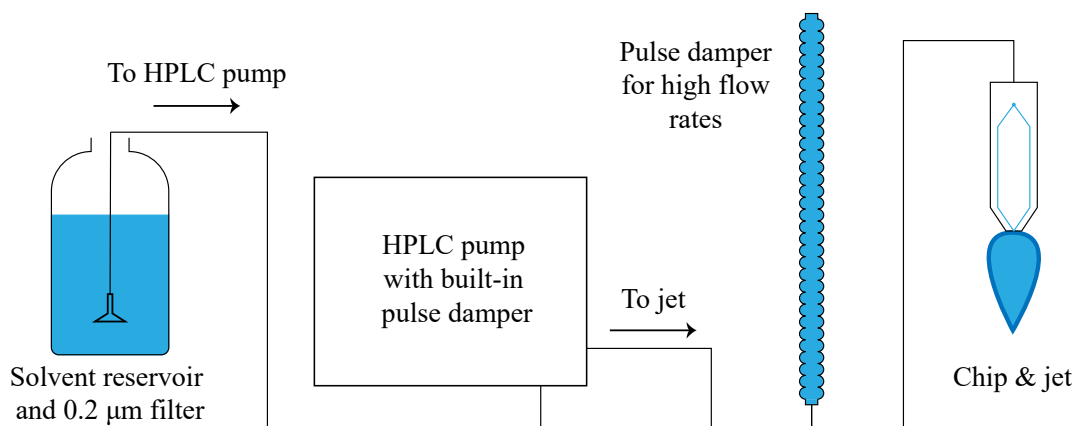 To HPLC pump
Solvent reservoir
and 0.2 μm filter
HPLC pump
with built-in
pulse damper
To jet
Pulse damper
for high flow
rates
Chip & jet